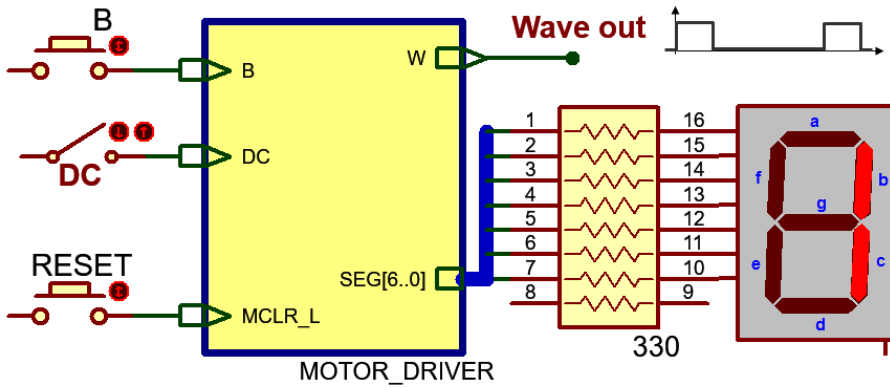 B
Wave out
B
W
1
16
a
2
15
DC
DC
3
14
f
b
4
13
g
5
12
6
11
RESET
SEG[6..0]
7
10
e
c
8
9
MCLR_L
d
330
MOTOR_DRIVER